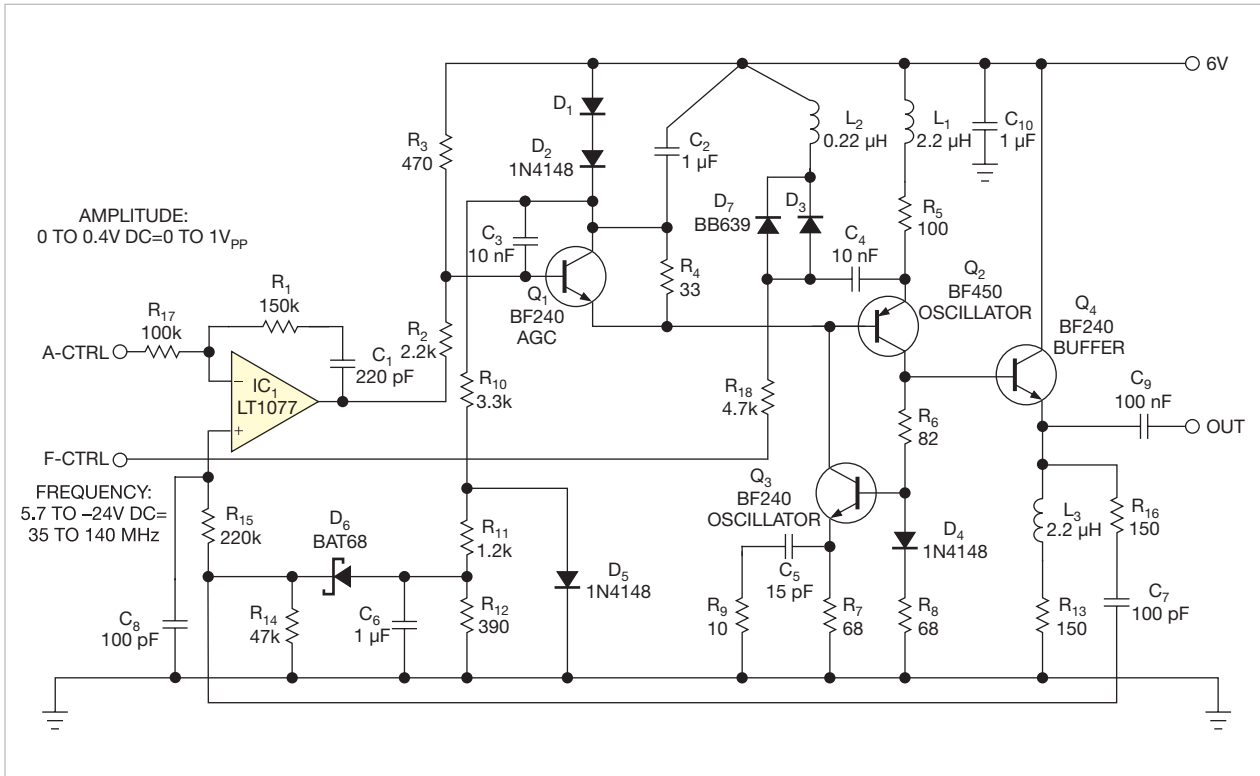 6V
D1
D2
1N4148
R3
470
C2
1 µF
L2
0.22 µH
L1
2.2 µH
C10
1 µF
AMPLITUDE:
0 TO 0.4V DC=0 TO 1VPP
C3
10 nF
D7
BB639
D3
C4
10 nF
R5
100
R4
33
Q1
BF240
AGC
Q2
BF450
OSCILLATOR
Q4
BF240
BUFFER
R1
150k
R17
100k
A-CTRL
C1
220 pF
R2
2.2k
−
IC1
LT1077
+
R10
3.3k
R18
4.7k
R6
82
C9
100 nF
OUT
F-CTRL
FREQUENCY:
5.7 TO –24V DC=
35 TO 140 MHz
R15
220k
D6
BAT68
R11
1.2k
Q3
BF240
OSCILLATOR
L3
2.2 µH
R16
150
D5
1N4148
C5
15 pF
D4
1N4148
C8
100 pF
R14
47k
C6
1 µF
R12
390
R9
10
R7
68
R8
68
R13
150
C7
100 pF